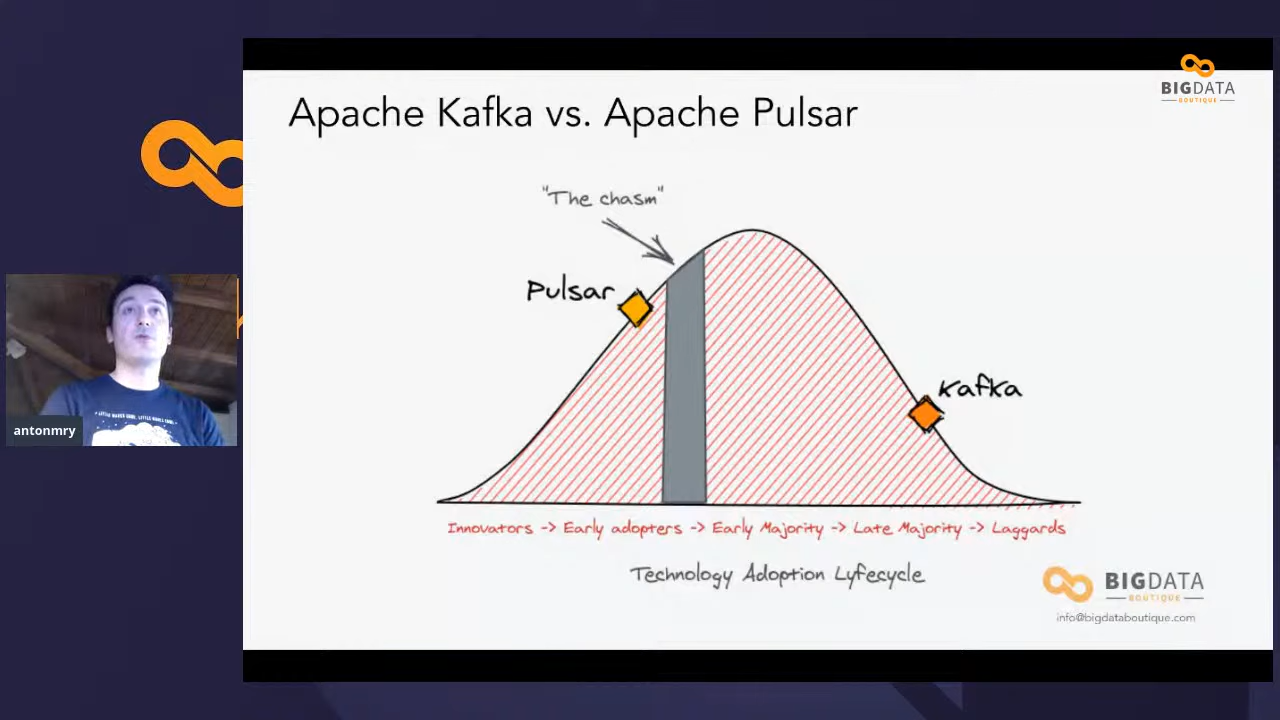 BIGDATA
BOUTIQUE
Apache Kafka vs. Apache Pulsar
"The chasm"
Pulsar
Kafka
antonmry
Innovators -> Early adopters -> Early Majority -> Late Majority -> Laggards
Technology Adoption Lyfecycle
BIGDATA
BOUTIQUE
info@bigdataboutique.com